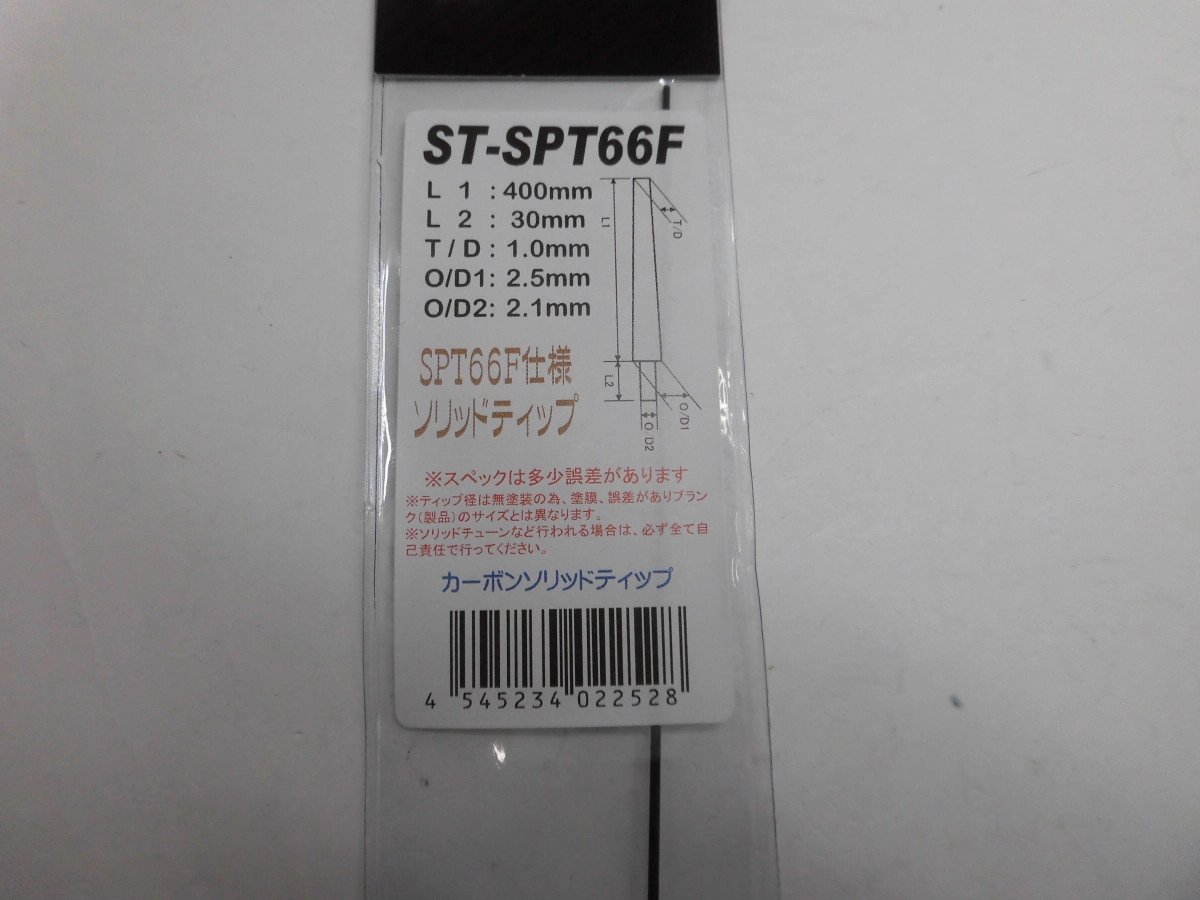 ST-SPT66F
L 1 : 400mm
L 2 : 30mm
T / D : 1.0mm
O/D1: 2.5mm
O/D2: 2.1mm
L1
T/D
L2
O/D1
O/D2
SPT66F仕様
ソリッドティップ
※スペックは多少誤差があります
※ティップ径は無塗装の為、塗膜、誤差がありブラン
ク(製品)のサイズとは異なります。
※ソリッドチューンなど行われる場合は、必ず全て自
己責任で行ってください。
カーボンソリッドティップ
4 545234 022528